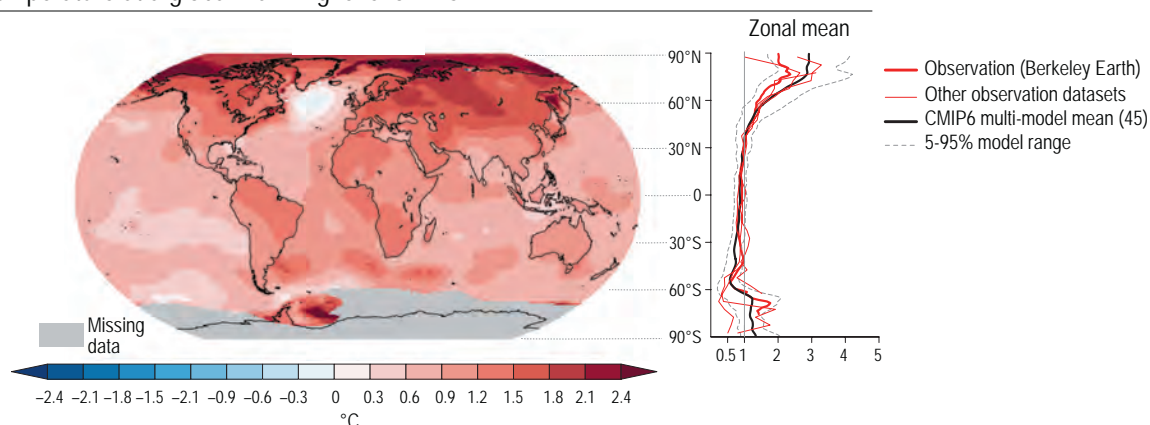 Zonal mean
90°N
60°N
30°N
0
30°S
60°S
90°S
0.5 1 2 3 4 5
Observation (Berkeley Earth)
Other observation datasets
CMIP6 multi-model mean (45)
5-95% model range
Missing
data
–2.4 –2.1 –1.8 –1.5 –2.1 –0.9 –0.6 –0.3 0 0.3 0.6 0.9 1.2 1.5 1.8 2.1 2.4
°C